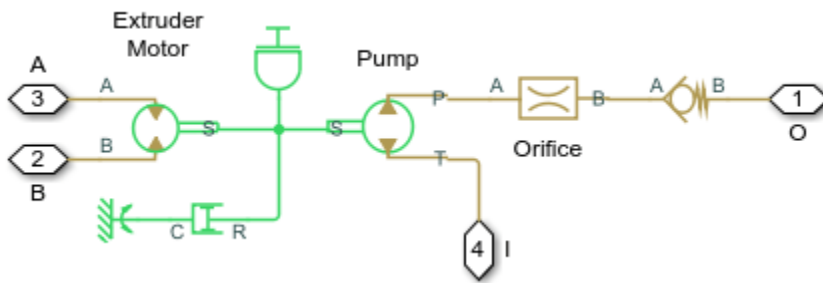 Extruder
Motor
Pump
A
3
A
S
S
P
A
B
A
B
1
O
B
2
B
T
Orifice
C
R
4
I